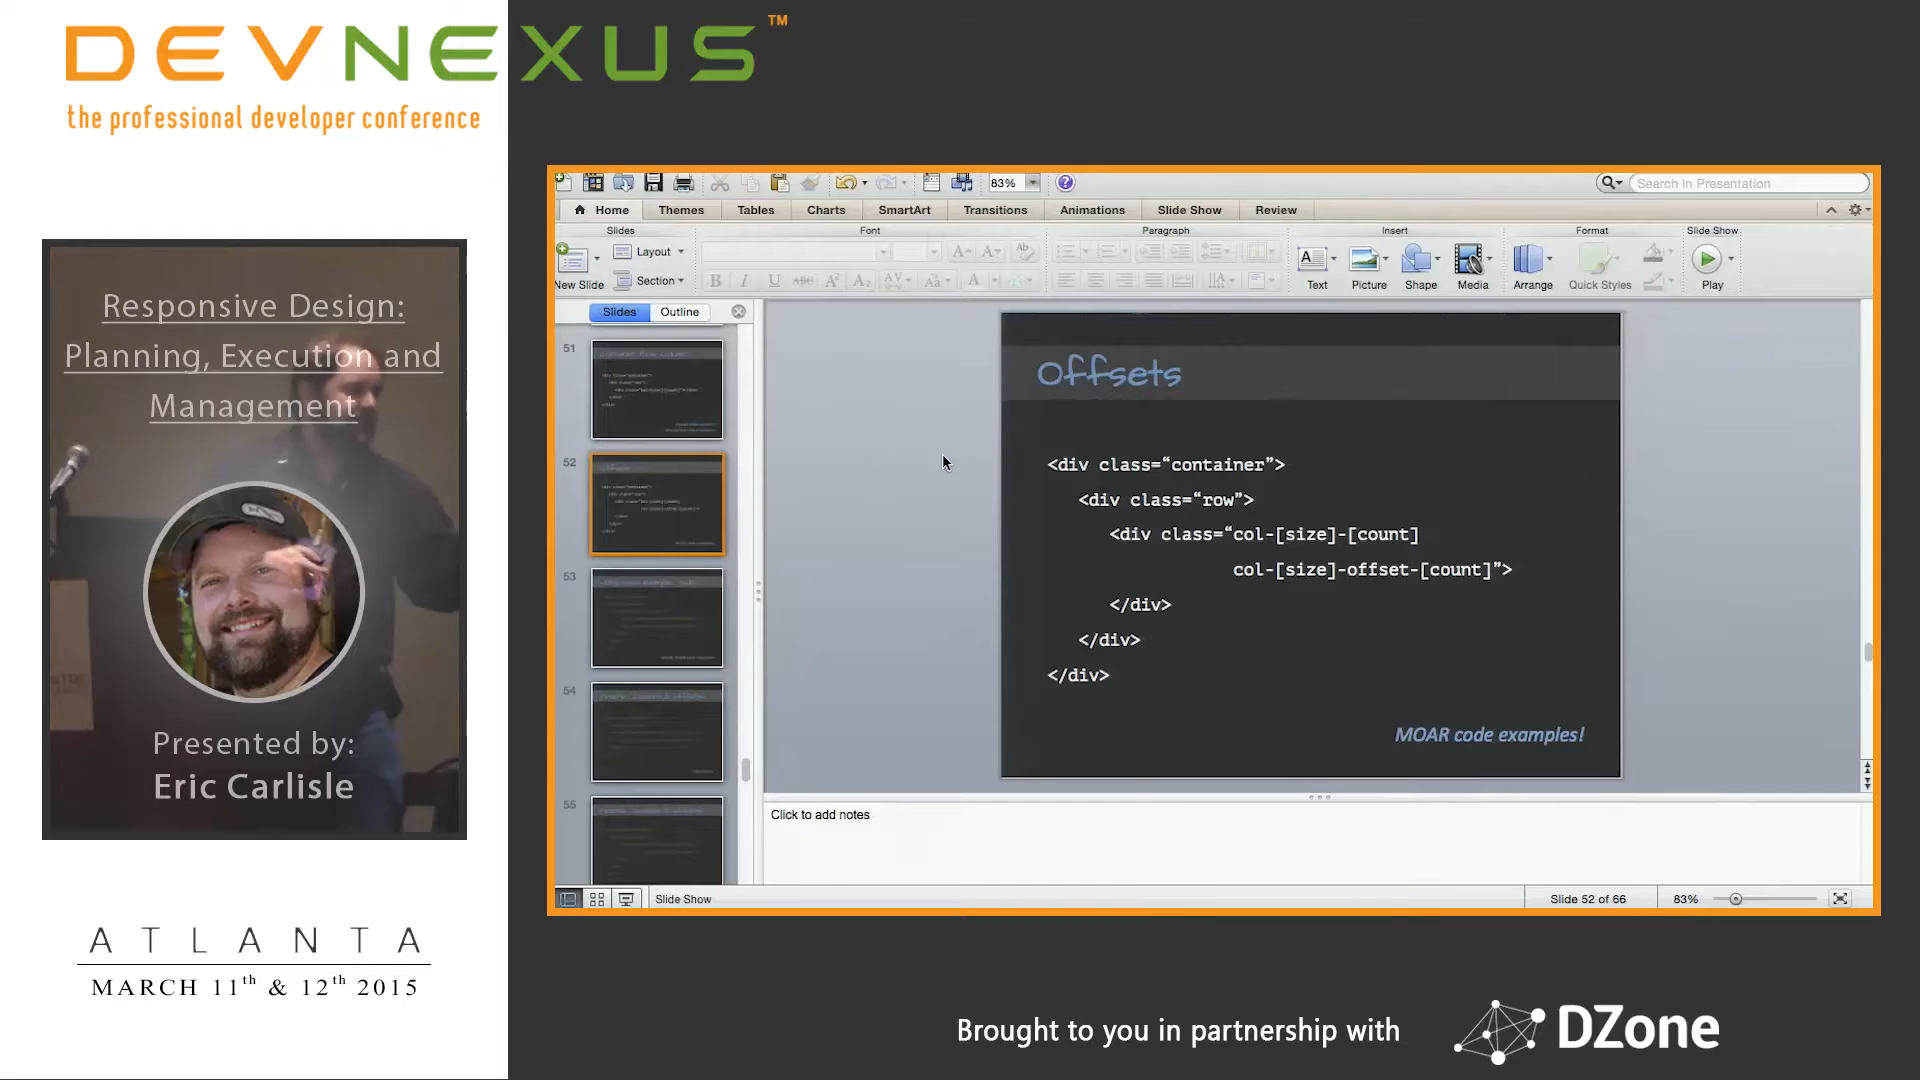 DEVNEXUS™
the professional developer conference
Responsive Design:
Planning, Execution and
Management
Presented by:
Eric Carlisle
ATLANTA
MARCH 11th & 12th 2015
83%
Search In Presentation
Home Themes Tables Charts SmartArt Transitions Animations Slide Show Review
Slides Font Paragraph Insert Format Slide Show
Layout
Section
New Slide
Text Picture Shape Media Arrange Quick Styles Play
Slides Outline
51
52
53
54
55
Offsets
<div class=“container”>
<div class=“row”>
<div class=“col-[size]-[count]
col-[size]-offset-[count]”>
</div>
</div>
</div>
MOAR code examples!
Click to add notes
Slide Show
Slide 52 of 66
83%
Brought to you in partnership with
DZone